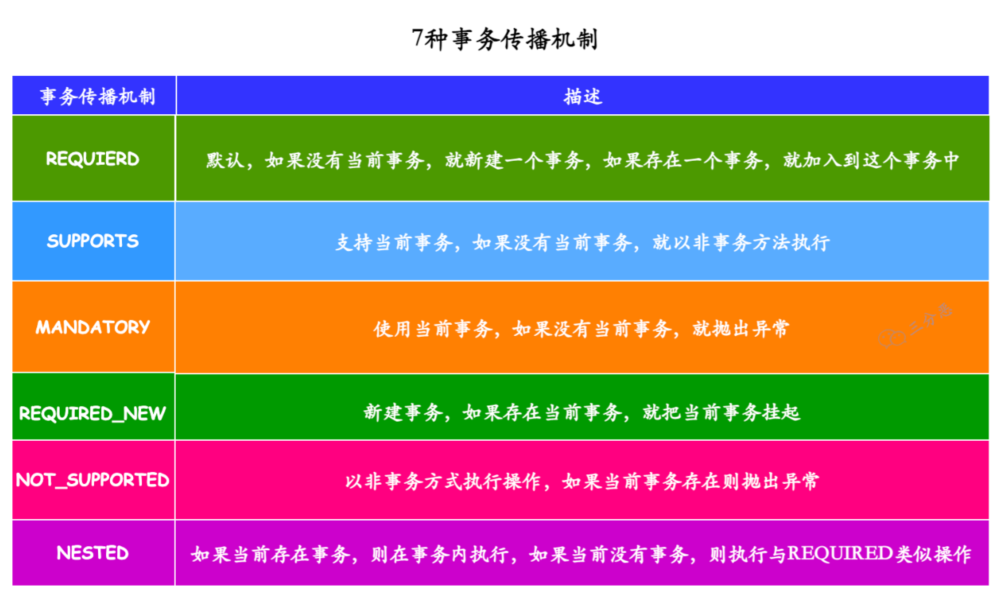 7种事务传播机制
事务传播机制 描述
REQUIERD 默认，如果没有当前事务，就新建一个事务，如果存在一个事务，就加入到这个事务中
SUPPORTS 支持当前事务，如果没有当前事务，就以非事务方法执行
MANDATORY 使用当前事务，如果没有当前事务，就抛出异常
三分恶
REQUIRED_NEW 新建事务，如果存在当前事务，就把当前事务挂起
NOT_SUPPORTED 以非事务方式执行操作，如果当前事务存在则抛出异常
NESTED 如果当前存在事务，则在事务内执行，如果当前没有事务，则执行与REQUIRED类似操作